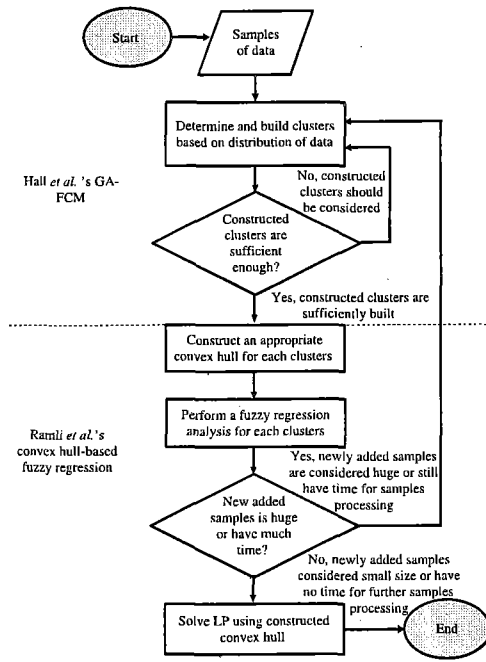 Start
Samples
of data
Determine and build clusters
based on distribution of data
Hall et al. 's GA-
FCM
No, constructed
clusters should
be considered
Constructed
clusters are
sufficient
enough?
Yes, constructed clusters are
sufficiently built
Construct an appropriate
convex hull for each clusters
Perform a fuzzy regression
analysis for each clusters
Ramli et al.'s
convex hull-based
fuzzy regression
Yes, newly added samples
are considered huge or still
have time for samples
processing
New added
samples is huge
or have much
time?
No, newly added samples
considered small size or have
no time for further samples
processing
Solve LP using constructed
convex hull
End